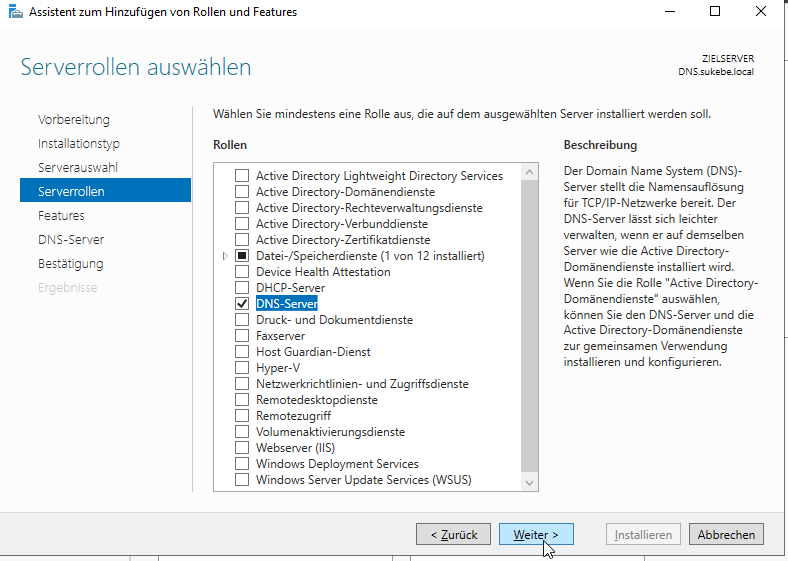 Assistent zum Hinzufügen von Rollen und Features
Serverrollen auswählen
ZIELSERVER
DNS.sukebe.local
Vorbereitung
Installationstyp
Serverauswahl
Serverrollen
Features
DNS-Server
Bestätigung
Ergebnisse
Wählen Sie mindestens eine Rolle aus, die auf dem ausgewählten Server installiert werden soll.
Rollen
Active Directory Lightweight Directory Services
Active Directory-Domänendienste
Active Directory-Rechteverwaltungsdienste
Active Directory-Verbunddienste
Active Directory-Zertifikatdienste
Datei-/Speicherdienste (1 von 12 installiert)
Device Health Attestation
DHCP-Server
DNS-Server
Druck- und Dokumentdienste
Faxserver
Host Guardian-Dienst
Hyper-V
Netzwerkrichtlinien- und Zugriffsdienste
Remotedesktopdienste
Remotezugriff
Volumenaktivierungsdienste
Webserver (IIS)
Windows Deployment Services
Windows Server Update Services (WSUS)
Beschreibung
Der Domain Name System (DNS)-
Server stellt die Namensauflösung
für TCP/IP-Netzwerke bereit. Der
DNS-Server lässt sich leichter
verwalten, wenn er auf demselben
Server wie die Active Directory-
Domänendienste installiert wird.
Wenn Sie die Rolle "Active Directory-
Domänendienste" auswählen,
können Sie den DNS-Server und die
Active Directory-Domänendienste
zur gemeinsamen Verwendung
installieren und konfigurieren.
< Zurück
Weiter >
Installieren
Abbrechen